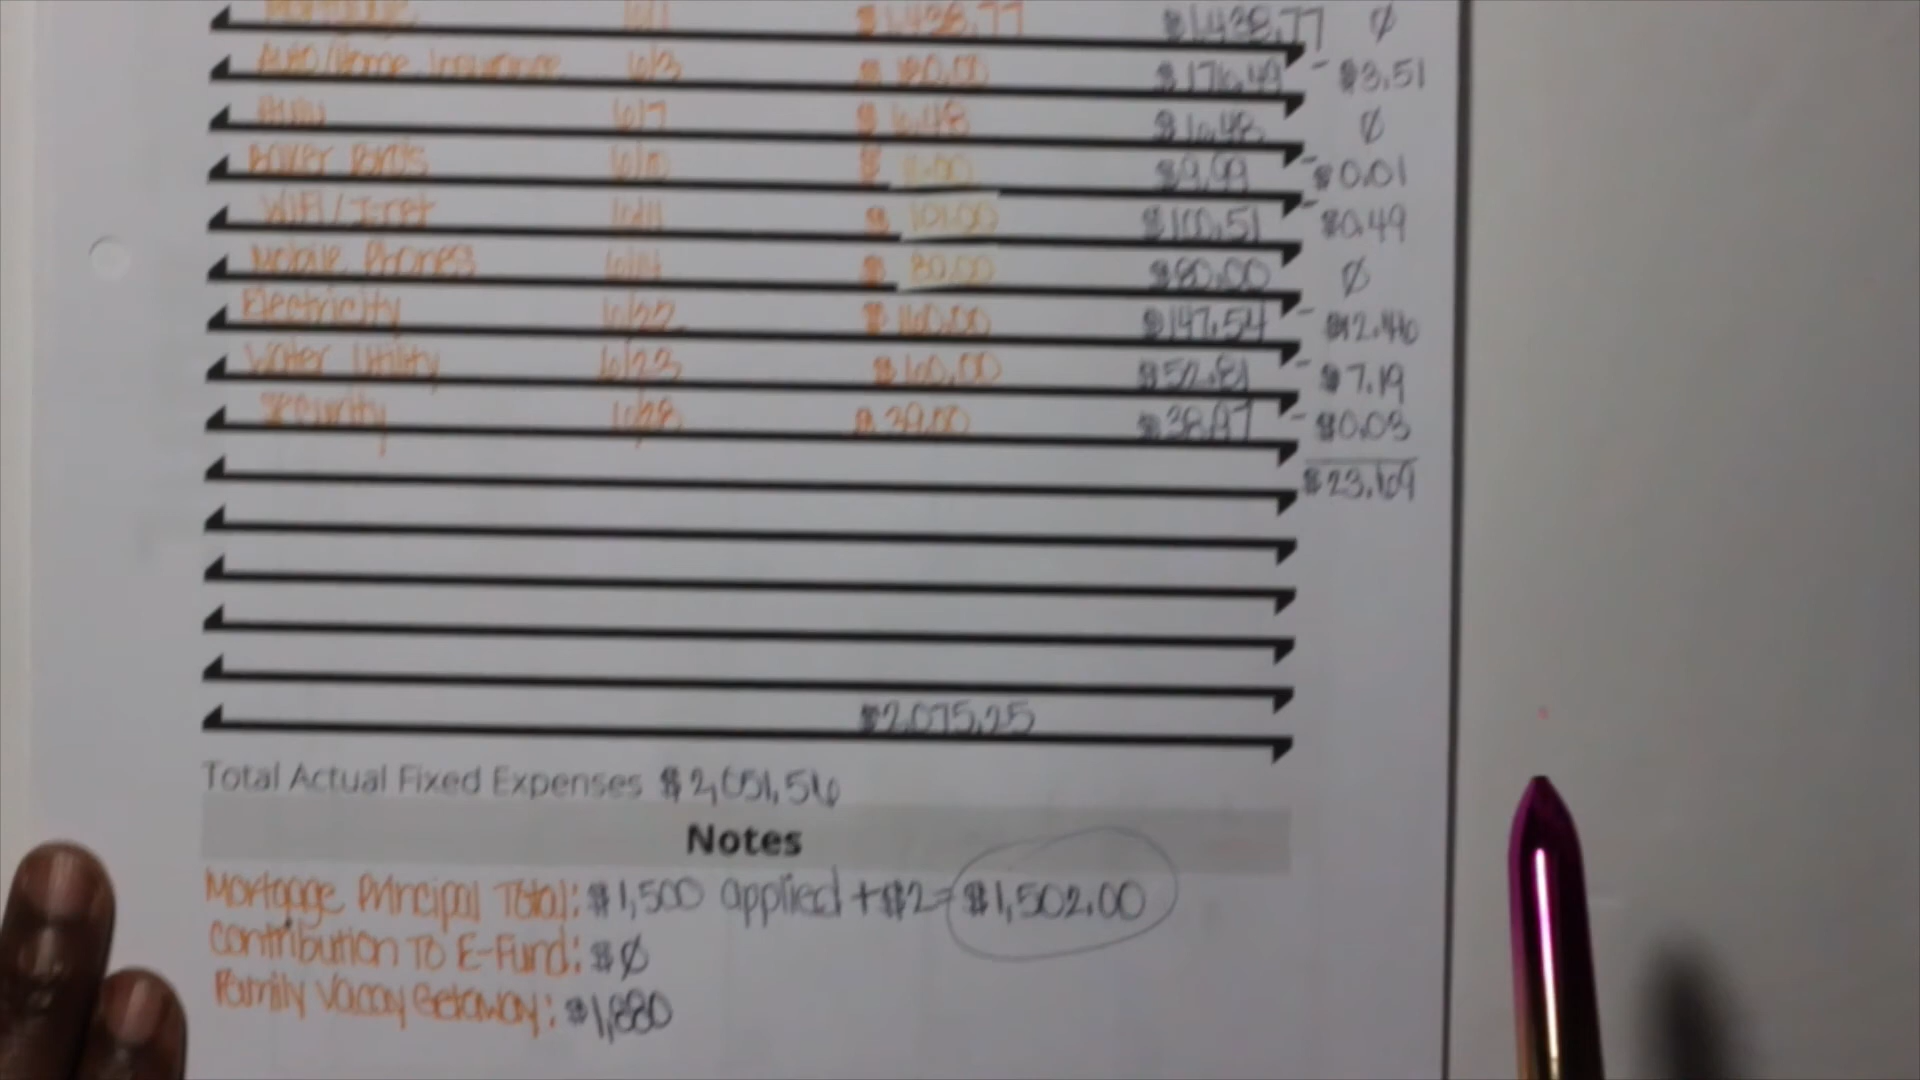 6/1 $1,438.77 $1,438.77 Ø
Auto/Home Insurance 6/3 $180.00 $176.49 - $3.51
Hulu 6/7 $6.48 $6.48 Ø
$ $9.99 - $0.01
WiFi/I-net 6/11 $101.00 $100.51 - $0.49
Mobile Phones $80.00 $80.00 Ø
Electricity 6/22 $160.00 $147.54 - $12.46
Water Utility 6/23 $60.00 $52.81 - $7.19
Security 6/28 $39.00 $38.97 - $0.03
$23.69
$2,075.25
Total Actual Fixed Expenses $2,051.56
Notes
Mortgage Principal Total: $1,500 applied + $2 = $1,502.00
Contribution To E-Fund: $Ø
Family Vacay Getaway: $1,880